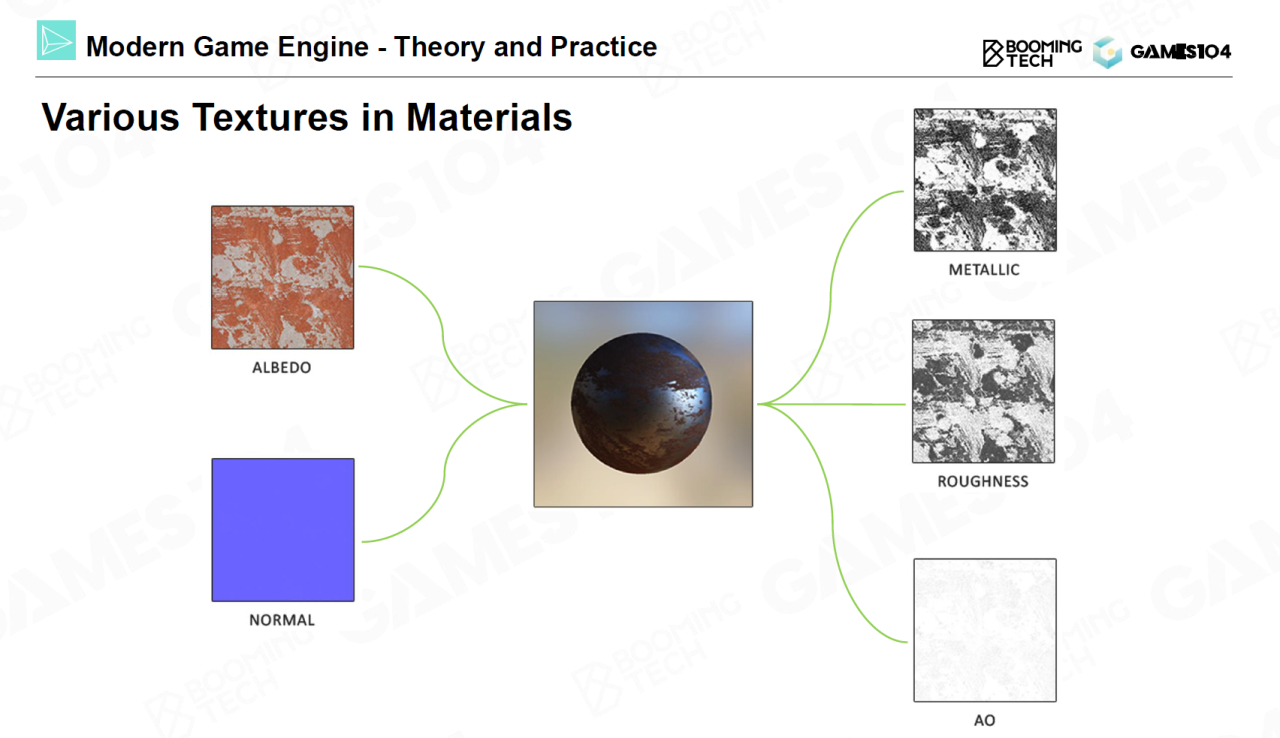 Modern Game Engine - Theory and Practice
BOOMING
TECH
GAMES104
Various Textures in Materials
ALBEDO
NORMAL
METALLIC
ROUGHNESS
AO